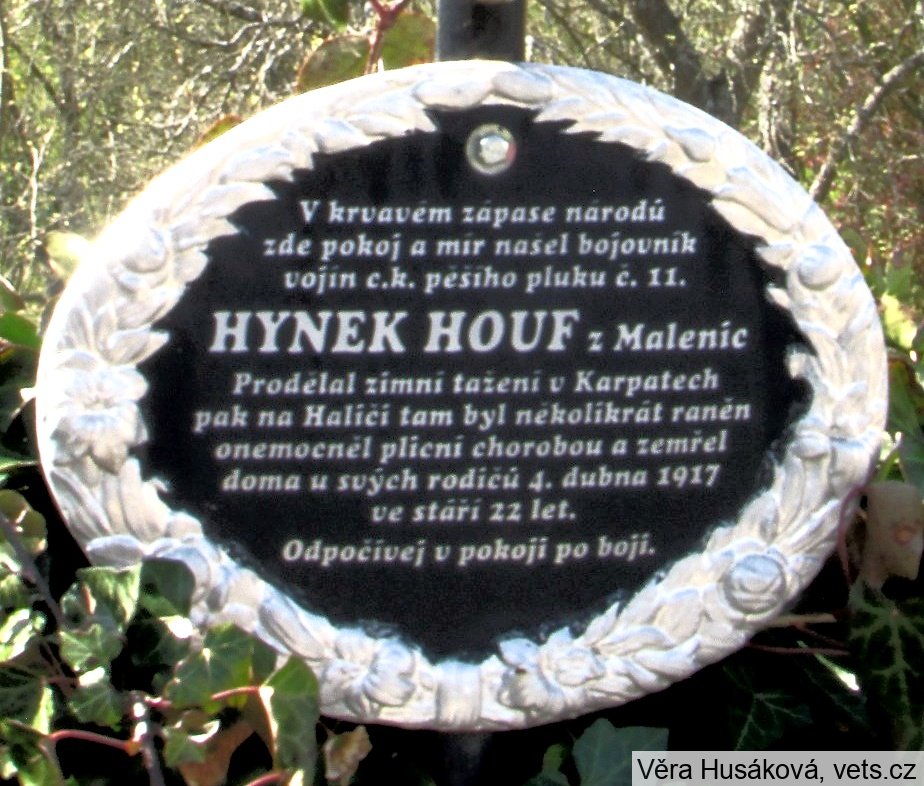 V krvavém zápase národů
zde pokoj a mír našel bojovník
vojín c.k. pěšího pluku č. 11.
HYNEK HOUF z Malenic
Prodělal zimní tažení v Karpatech
pak na Haliči tam byl několikrát raněn
onemocněl plicní chorobou a zemřel
doma u svých rodičů 4. dubna 1917
ve stáří 22 let.
Odpočívej v pokoji po boji.
Věra Husáková, vets.cz